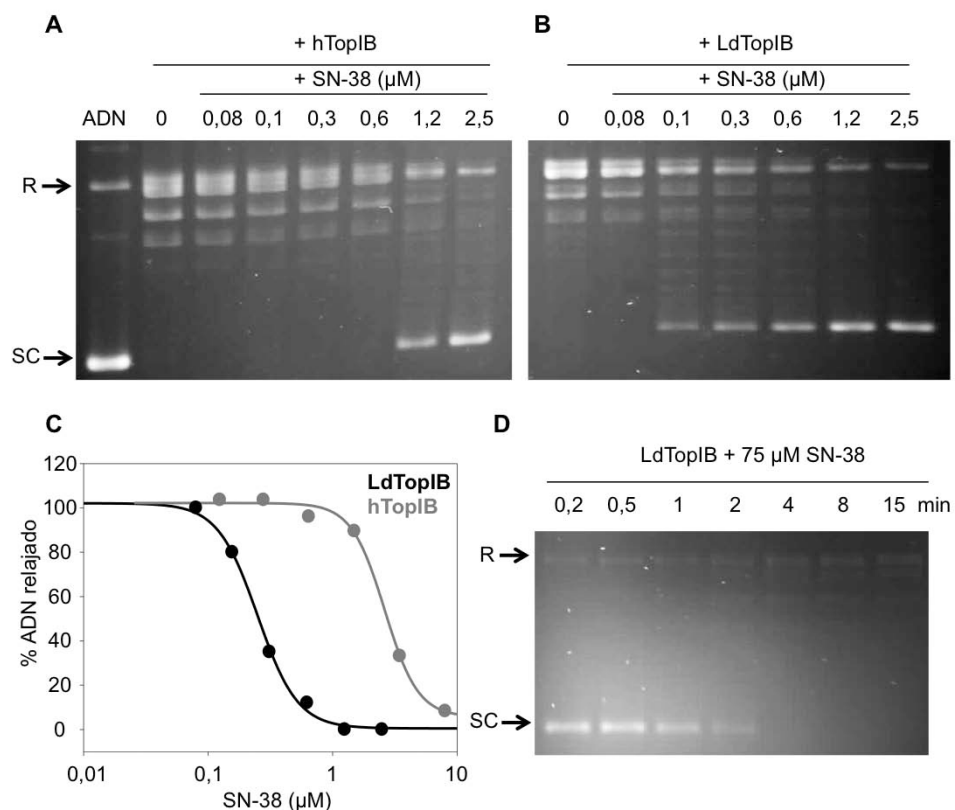 A
+ hTopIB
+ SN-38 (µM)
ADN 0 0,08 0,1 0,3 0,6 1,2 2,5
R
SC
B
+ LdTopIB
+ SN-38 (µM)
0 0,08 0,1 0,3 0,6 1,2 2,5
C
120
100
80
60
40
20
0
% ADN relajado
LdTopIB
hTopIB
0,01 0,1 1 10
SN-38 (µM)
D
LdTopIB + 75 µM SN-38
0,2 0,5 1 2 4 8 15 min
R
SC